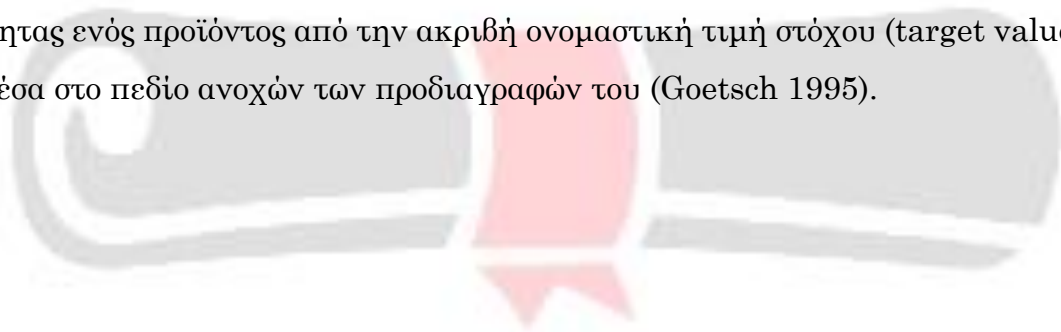 ητας ενός προϊόντος από την ακριβή ονομαστική τιμή στόχου (target valu
έσα στο πεδίο ανοχών των προδιαγραφών του (Goetsch 1995).